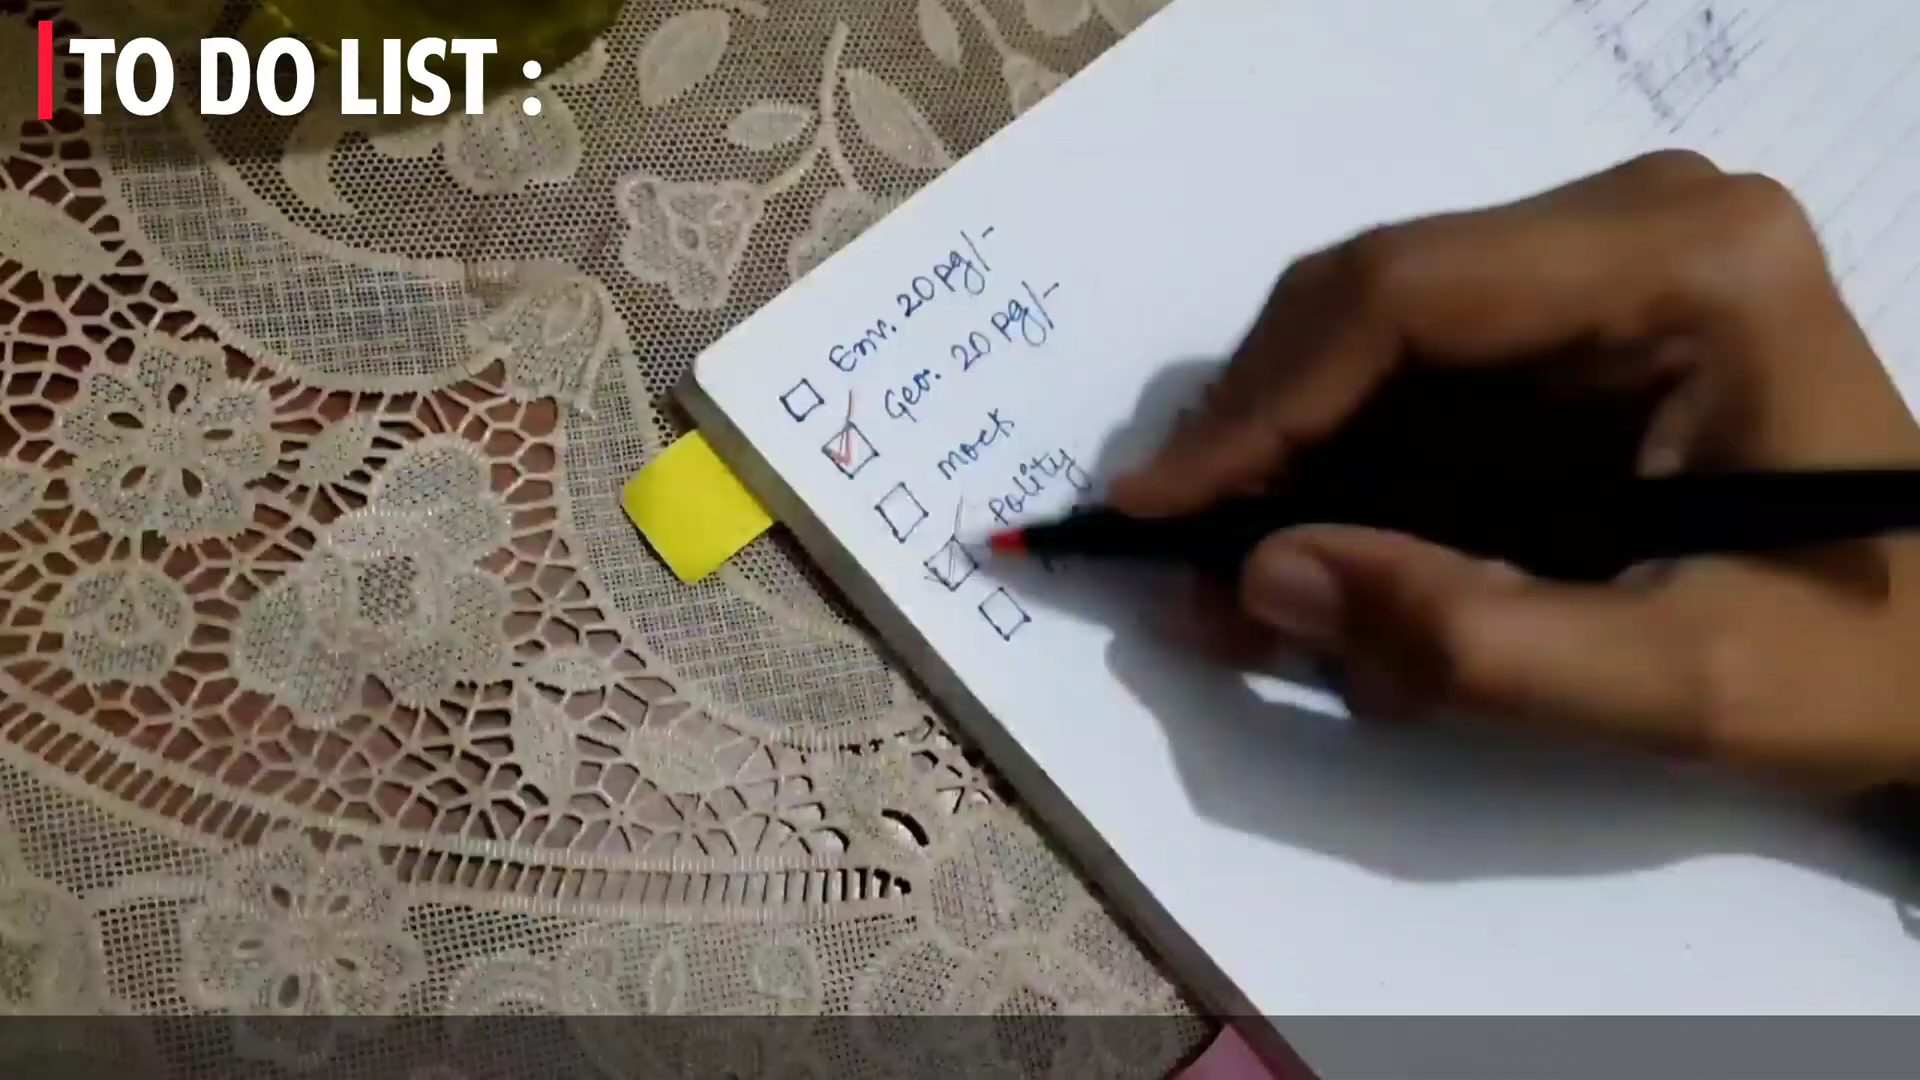 TO DO LIST :
Env. 20 pg/-
Geo. 20 pg/-
Mock
Polity